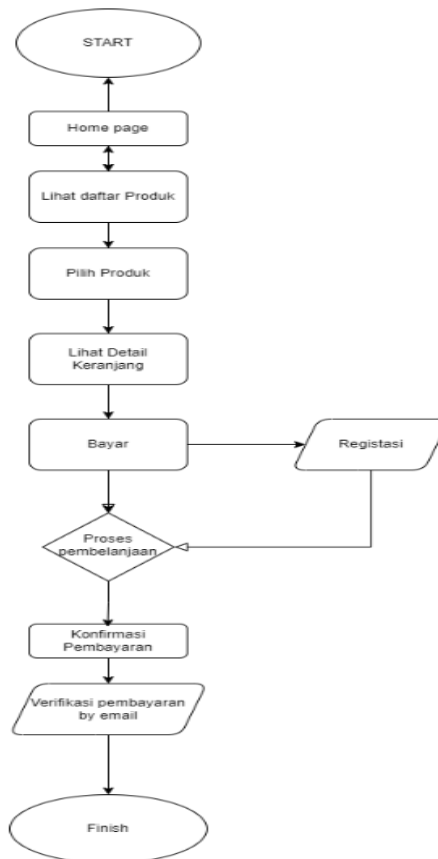 START
Home page
Lihat daftar Produk
Pilih Produk
Lihat Detail
Keranjang
Bayar
Registasi
Proses
pembelanjaan
Konfirmasi
Pembayaran
Verifikasi pembayaran
by email
Finish